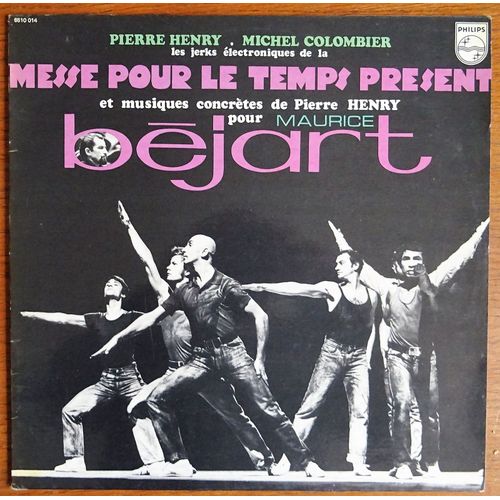 6510 014
PHILIPS
PIERRE HENRY . MICHEL COLOMBIER
les jerks électroniques de la
MESSE POUR LE TEMPS PRESENT
et musiques concrètes de Pierre HENRY
pour MAURICE
béjart